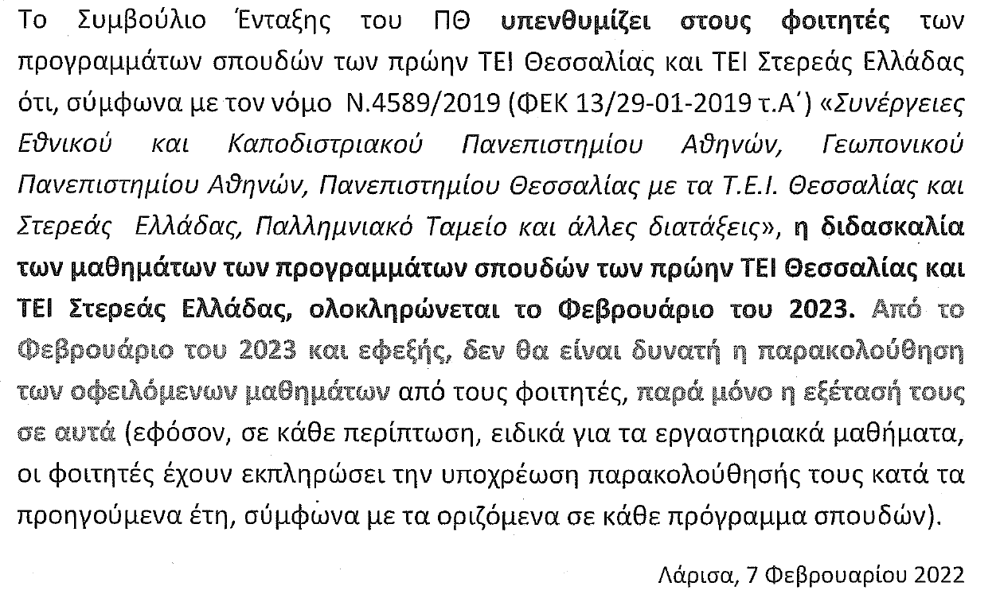 Το Συμβούλιο Ένταξης του ΠΘ υπενθυμίζει στους φοιτητές των
προγραμμάτων σπουδών των πρώην ΤΕΙ Θεσσαλίας και ΤΕΙ Στερεάς Ελλάδας
ότι, σύμφωνα με τον νόμο Ν.4589/2019 (ΦΕΚ 13/29-01-2019 τ.Α΄) «Συνέργειες
Εθνικού και Καποδιστριακού Πανεπιστημίου Αθηνών, Γεωπονικού
Πανεπιστημίου Αθηνών, Πανεπιστημίου Θεσσαλίας με τα Τ.Ε.Ι. Θεσσαλίας και
Στερεάς Ελλάδας, Παλλημνιακό Ταμείο και άλλες διατάξεις», η διδασκαλία
των μαθημάτων των προγραμμάτων σπουδών των πρώην ΤΕΙ Θεσσαλίας και
ΤΕΙ Στερεάς Ελλάδας, ολοκληρώνεται το Φεβρουάριο του 2023. Από το
Φεβρουάριο του 2023 και εφεξής, δεν θα είναι δυνατή η παρακολούθηση
των οφειλόμενων μαθημάτων από τους φοιτητές, παρά μόνο η εξέτασή τους
σε αυτά (εφόσον, σε κάθε περίπτωση, ειδικά για τα εργαστηριακά μαθήματα,
οι φοιτητές έχουν εκπληρώσει την υποχρέωση παρακολούθησής τους κατά τα
προηγούμενα έτη, σύμφωνα με τα οριζόμενα σε κάθε πρόγραμμα σπουδών).
Λάρισα, 7 Φεβρουαρίου 2022